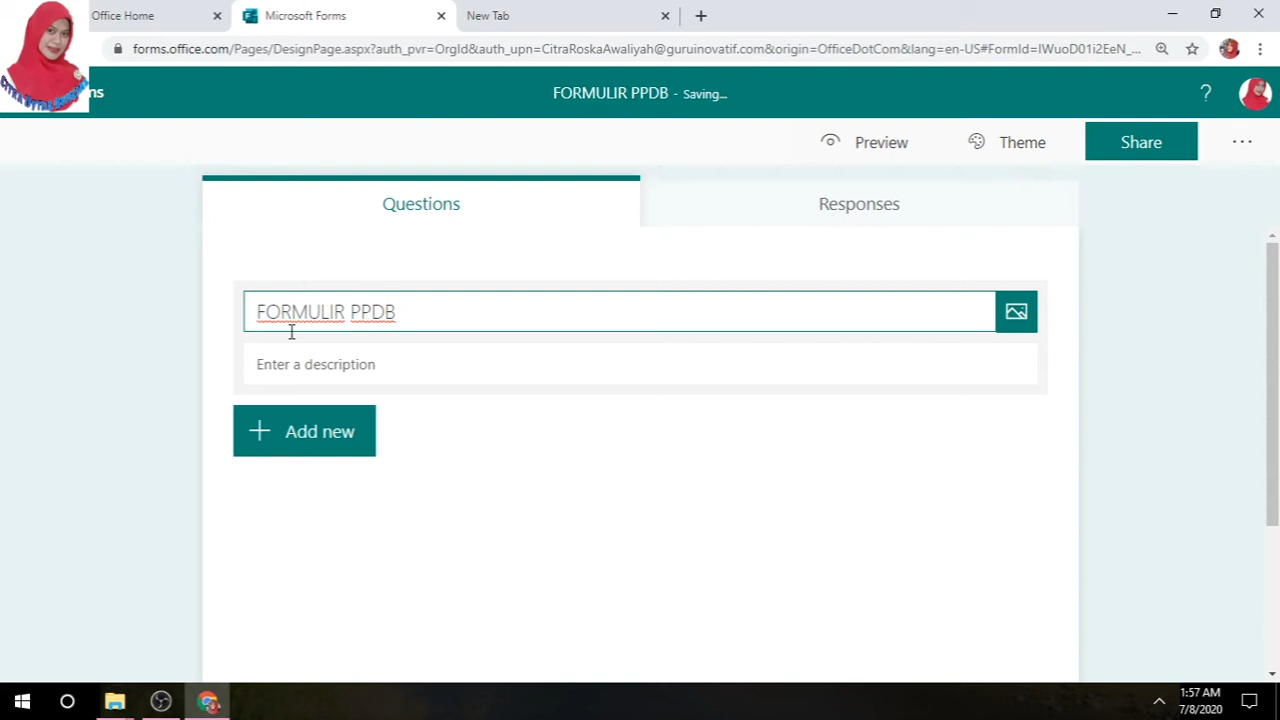 Office Home
Microsoft Forms
New Tab
forms.office.com/Pages/DesignPage.aspx?auth_pvr=OrgId&auth_upn=CitraRoskaAwaliyah@guruinovatif.com&origin=OfficeDotCom&lang=en-US#FormId=IWuoD01i2EeN_...
ms
FORMULIR PPDB - Saving...
?
Preview
Theme
Share
...
Questions
Responses
FORMULIR PPDB
Enter a description
Add new
1:57 AM
7/8/2020